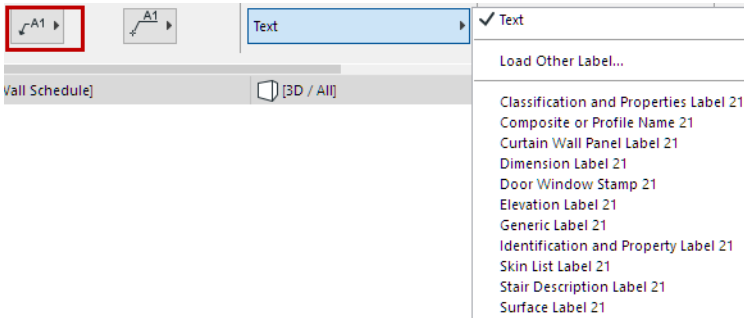 A1
A1
Text
Text
Load Other Label...
Wall Schedule]
[3D / All]
Classification and Properties Label 21
Composite or Profile Name 21
Curtain Wall Panel Label 21
Dimension Label 21
Door Window Stamp 21
Elevation Label 21
Generic Label 21
Identification and Property Label 21
Skin List Label 21
Stair Description Label 21
Surface Label 21